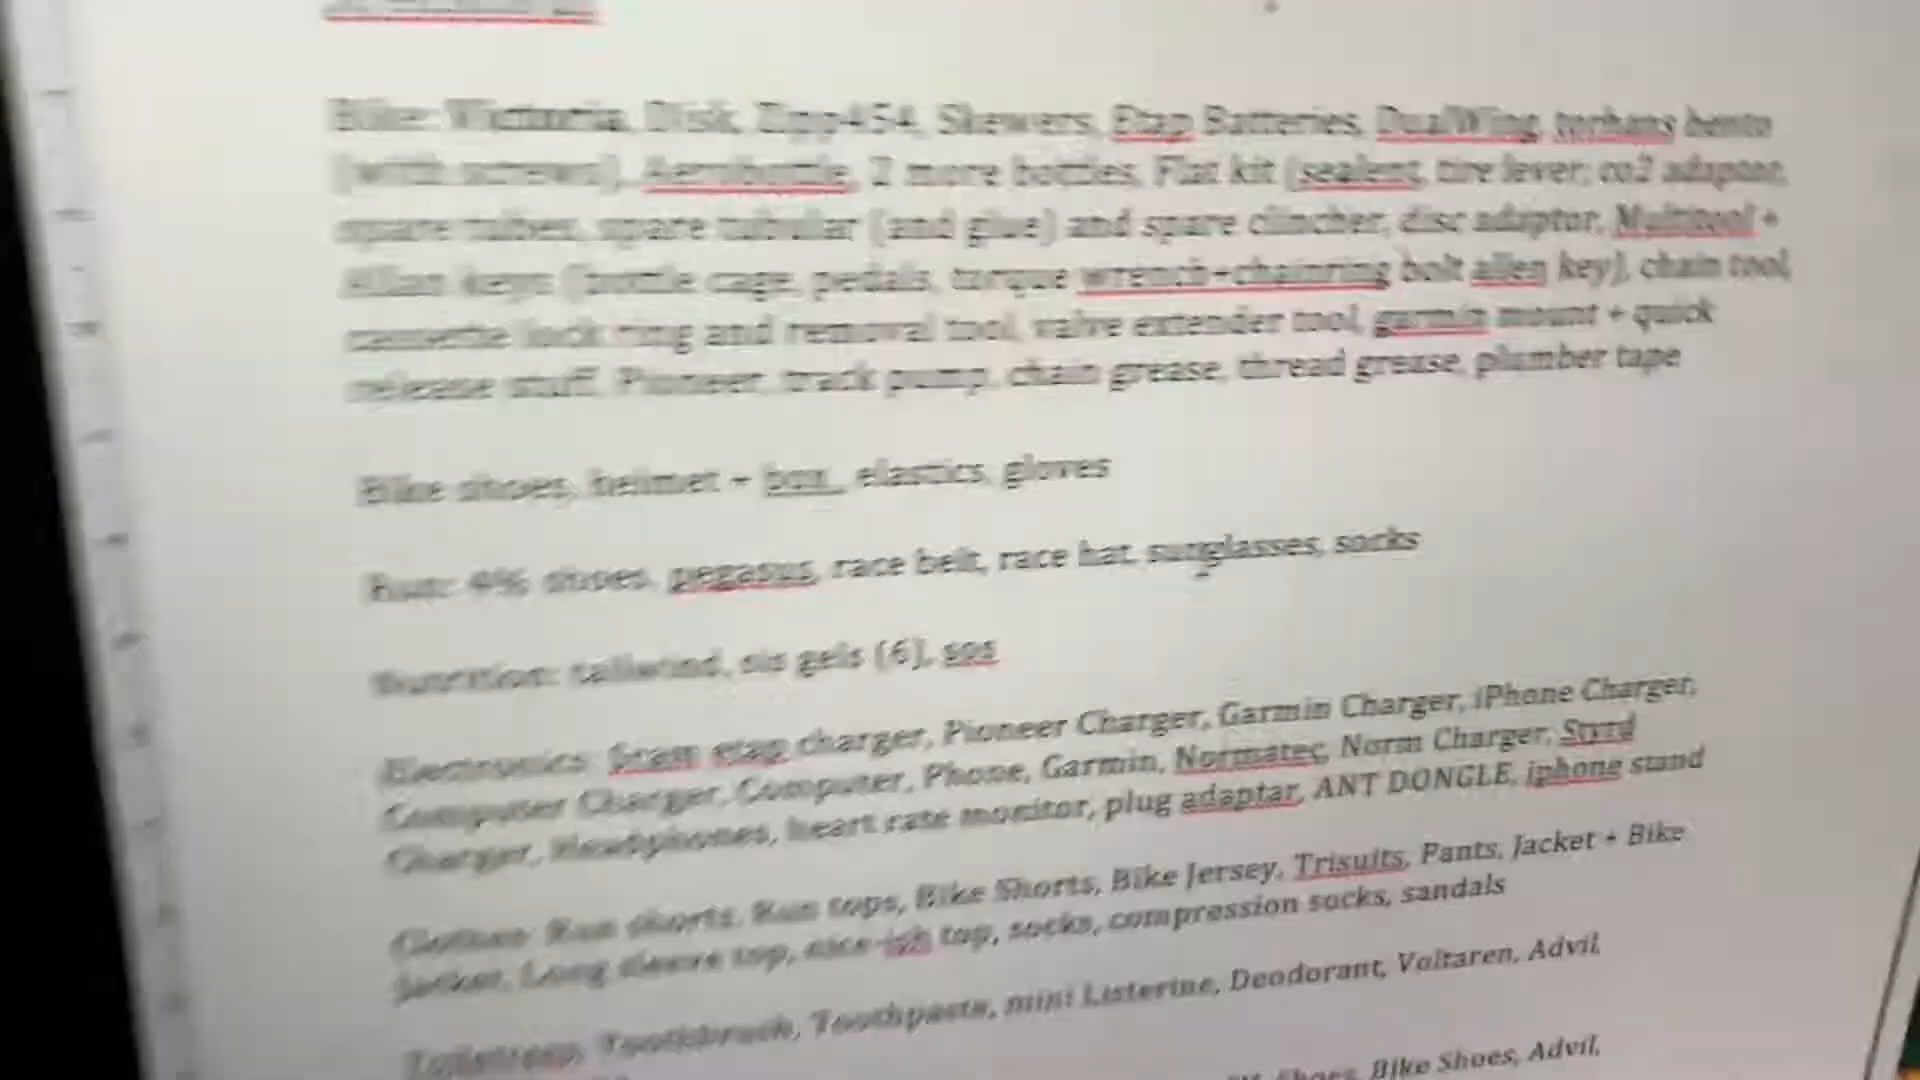 Bike: Victoria, Disk, Zipp454, Skewers, Etap Batteries, DualWing torhans bento
(with screws), Aerobottle, 2 more bottles, Flat kit (sealent, tire lever, co2 adaptor,
spare tubes, spare tubular (and glue) and spare clincher, disc adaptor, Multitool +
Allan keys (bottle cage, pedals, torque wrench+chainring bolt allen key), chain tool,
cassette lock ring and removal tool, valve extender tool, garmin mount + quick
release stuff, Pioneer, track pump, chain grease, thread grease, plumber tape
Bike shoes, helmet + box, elastics, gloves
Run: 4% shoes, pegasus, race belt, race hat, sunglasses, socks
Nutrition: tailwind, sis gels (6), sos
Electronics: Sram etap charger, Pioneer Charger, Garmin Charger, iPhone Charger,
Computer Charger, Computer, Phone, Garmin, Normatec, Norm Charger, Styrd
Charger, Headphones, heart rate monitor, plug adaptar, ANT DONGLE, iphone stand
Clothes: Run shorts, Run tops, Bike Shorts, Bike Jersey, Trisuits, Pants, Jacket + Bike
Jacket, Long sleeve top, nice-ish top, socks, compression socks, sandals
Toiletrees, Toothbrush, Toothpaste, mini Listerine, Deodorant, Voltaren, Advil,
Shoes, Bike Shoes, Advil,